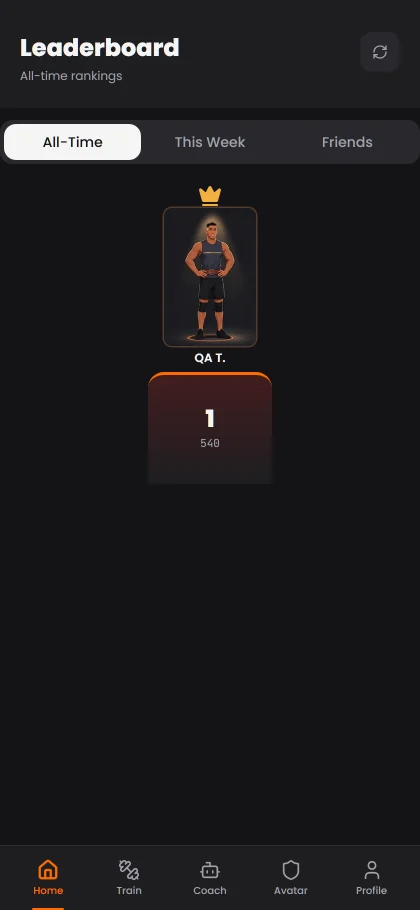 Leaderboard
All-time rankings
All-Time
This Week
Friends
QA T.
1
540
Home
Train
Coach
Avatar
Profile